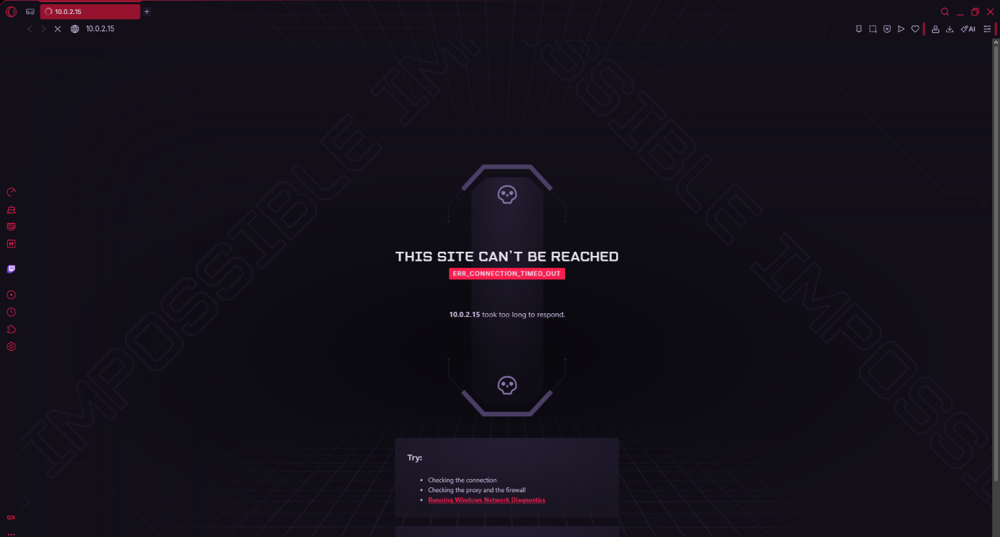 10.0.2.15
10.0.2.15
AI
IMPOSSIBLE IM
SSIBLE IMPOSSI
M
THIS SITE CAN'T BE REACHED
ERR_CONNECTION_TIMED_OUT
10.0.2.15 took too long to respond.
Try:
Checking the connection
Checking the proxy and the firewall
Running Windows Network Diagnostics
GX